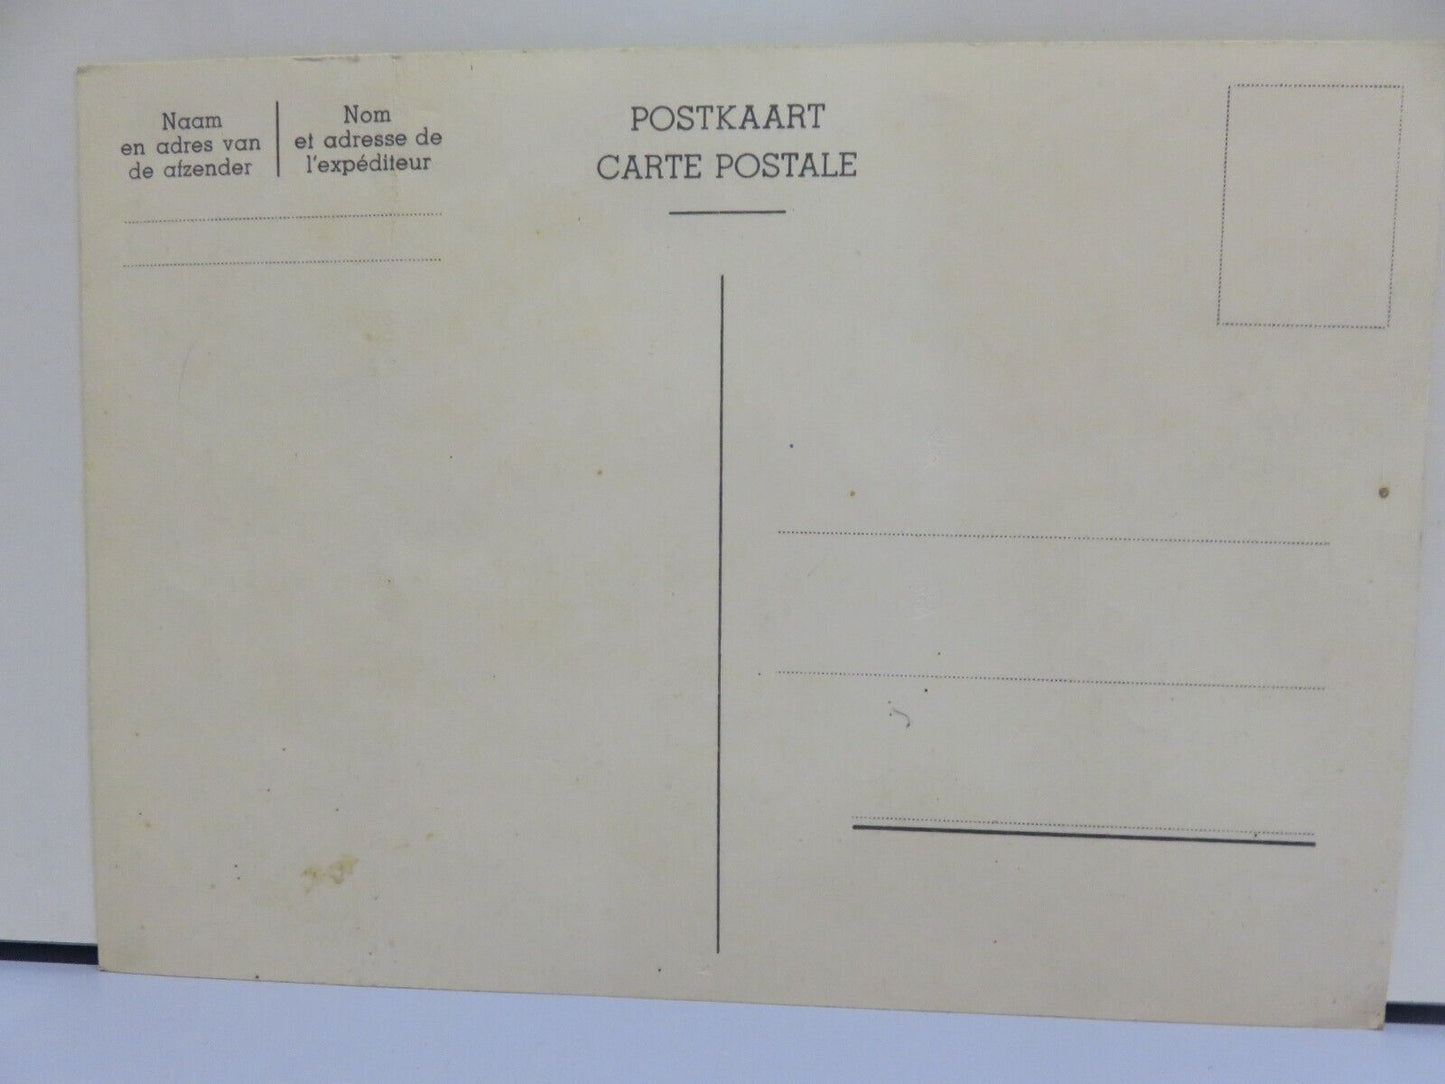 Naam
en adres van
de afzender
Nom
et adresse de
l'expéditeur
POSTKAART
CARTE POSTALE